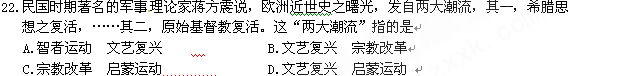 22.民国时期著名的军事理论家蒋方震说，欧洲近世史之曙光，发自两大潮流，其一，希腊思
想之复活，……其二，原始基督教复活。这“两大潮流”指的是↵
A.智者运动 文艺复兴 B.文艺复兴 宗教改革↵
C.宗教改革 启蒙运动 D.文艺复兴 启蒙运动↵